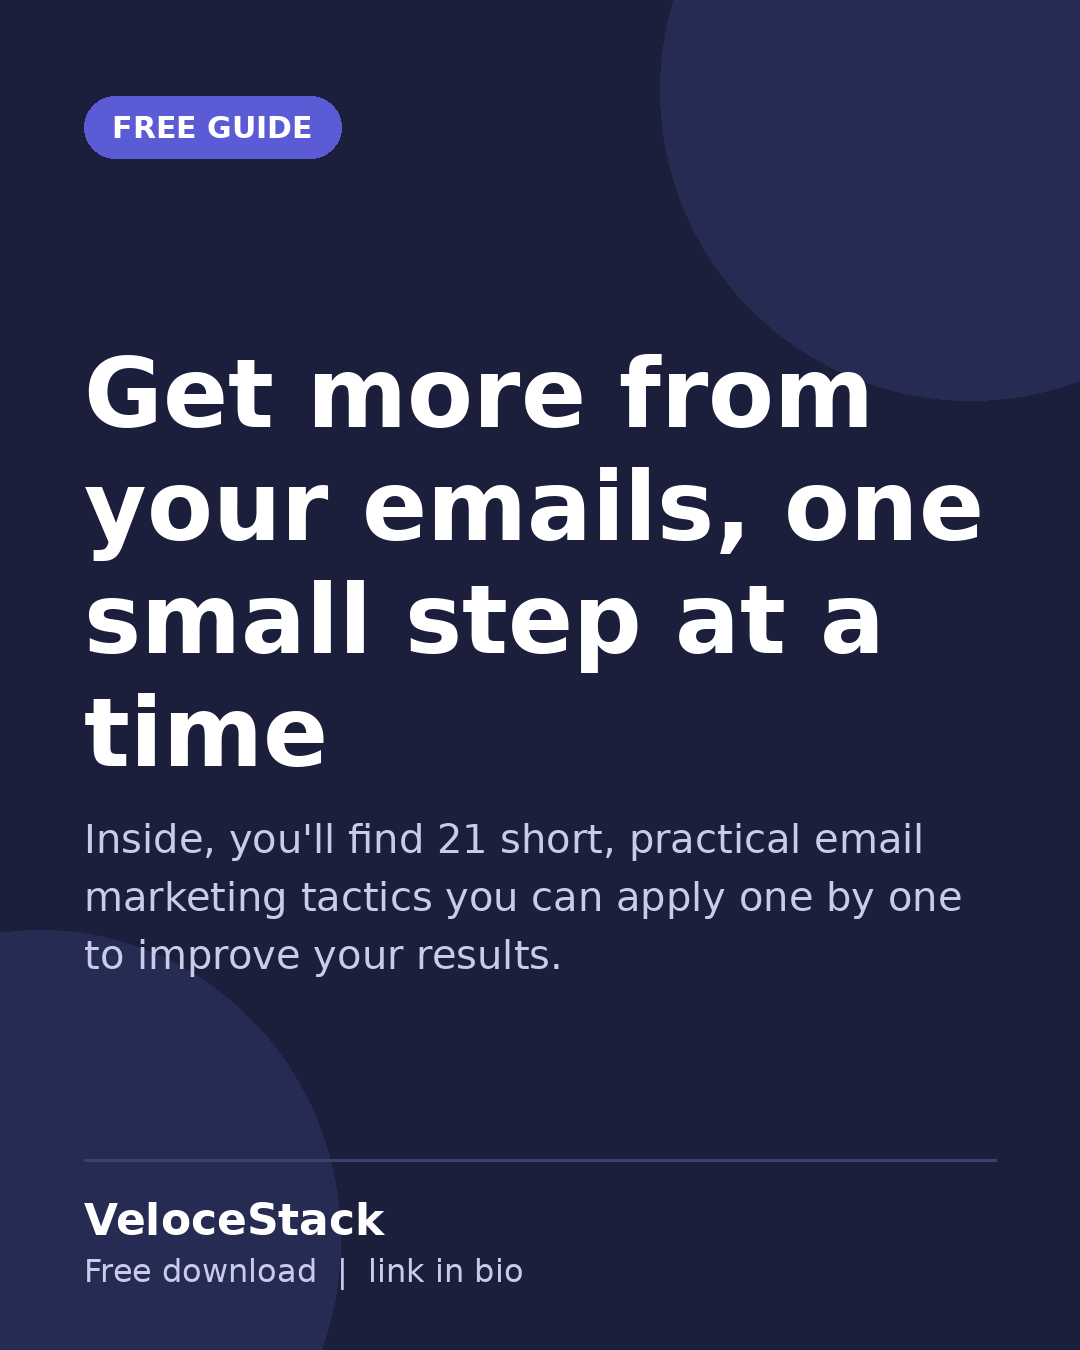 FREE GUIDE
Get more from
your emails, one
small step at a
time
Inside, you'll find 21 short, practical email
marketing tactics you can apply one by one
to improve your results.
VeloceStack
Free download | link in bio